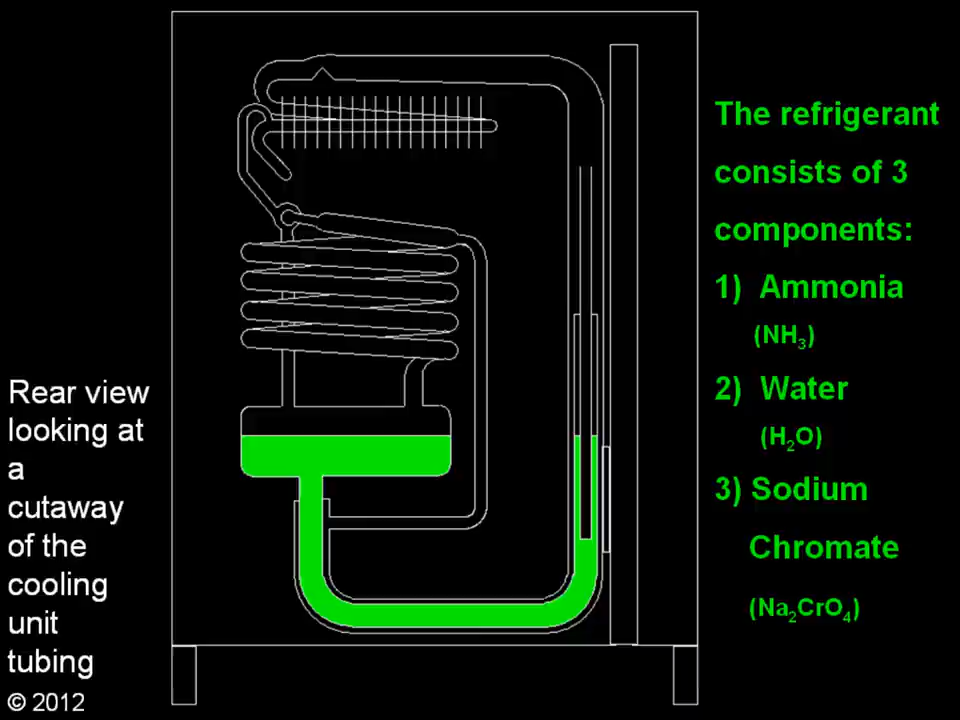 The refrigerant
consists of 3
components:
1) Ammonia
(NH₃)
2) Water
(H₂O)
3) Sodium
Chromate
(Na₂CrO₄)
Rear view
looking at
a
cutaway
of the
cooling
unit
tubing
© 2012